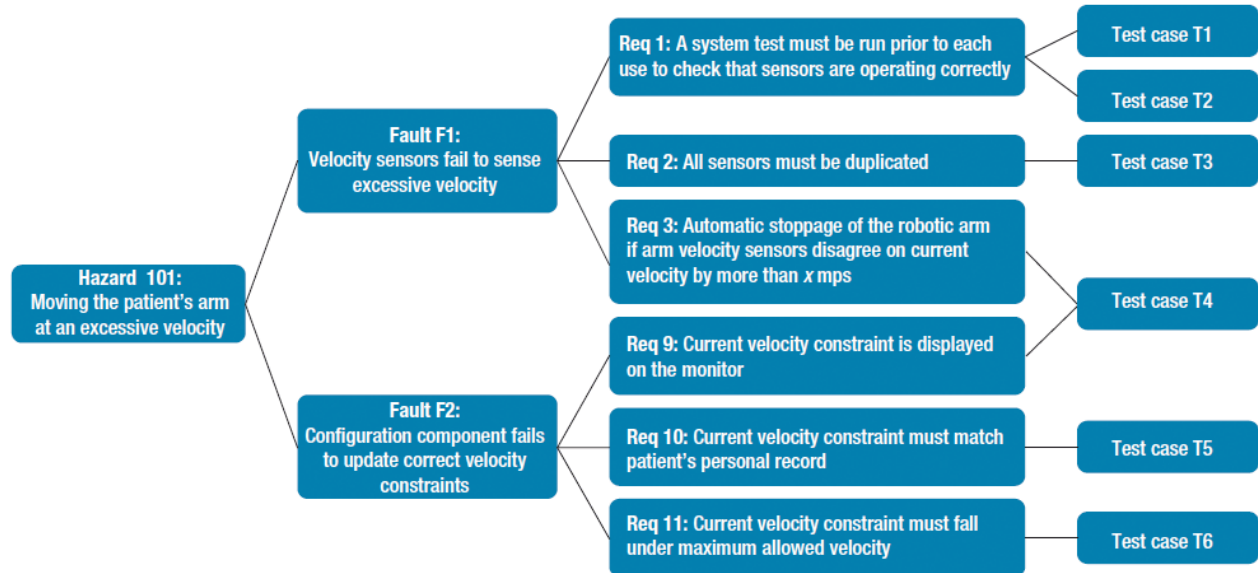 Hazard 101:
Moving the patient's arm
at an excessive velocity
Fault F1:
Velocity sensors fail to sense
excessive velocity
Fault F2:
Configuration component fails
to update correct velocity
constraints
Req 1: A system test must be run prior to each
use to check that sensors are operating correctly
Req 2: All sensors must be duplicated
Req 3: Automatic stoppage of the robotic arm
if arm velocity sensors disagree on current
velocity by more than x mps
Req 9: Current velocity constraint is displayed
on the monitor
Req 10: Current velocity constraint must match
patient's personal record
Req 11: Current velocity constraint must fall
under maximum allowed velocity
Test case T1
Test case T2
Test case T3
Test case T4
Test case T5
Test case T6